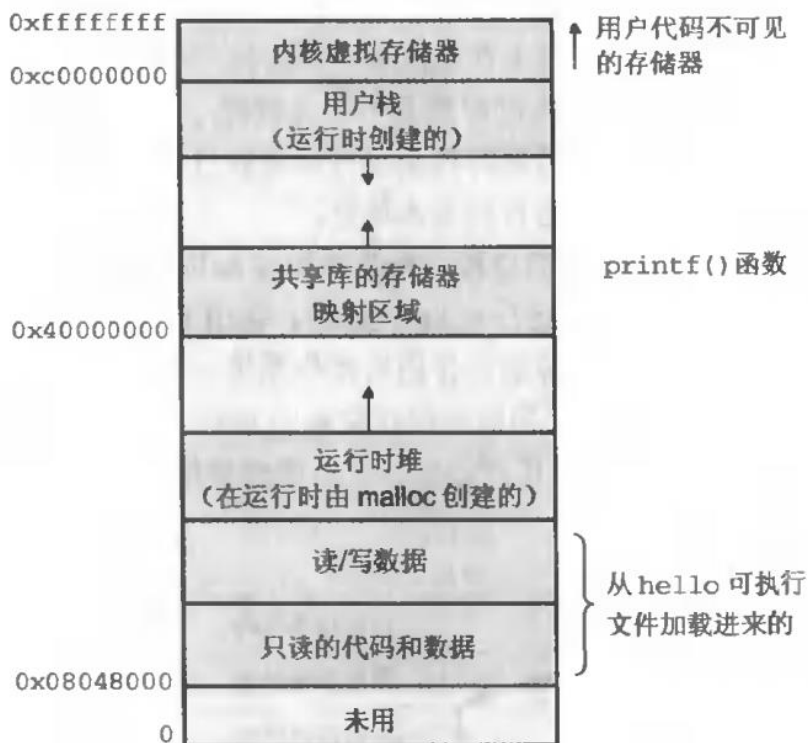 0xffffffff
内核虚拟存储器
用户代码不可见
的存储器
0xc0000000
用户栈
（运行时创建的）
共享库的存储器
映射区域
printf()函数
0x40000000
运行时堆
（在运行时由 malloc 创建的）
读/写数据
从 hello 可执行
文件加载进来的
只读的代码和数据
0x08048000
未用
0